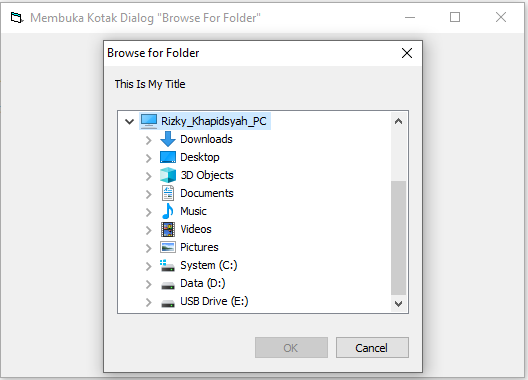 Membuka Kotak Dialog "Browse For Folder"
Browse for Folder
This Is My Title
Rizky_Khapidsyah_PC
Downloads
Desktop
3D Objects
Documents
Music
Videos
Pictures
System (C:)
Data (D:)
USB Drive (E:)
OK
Cancel